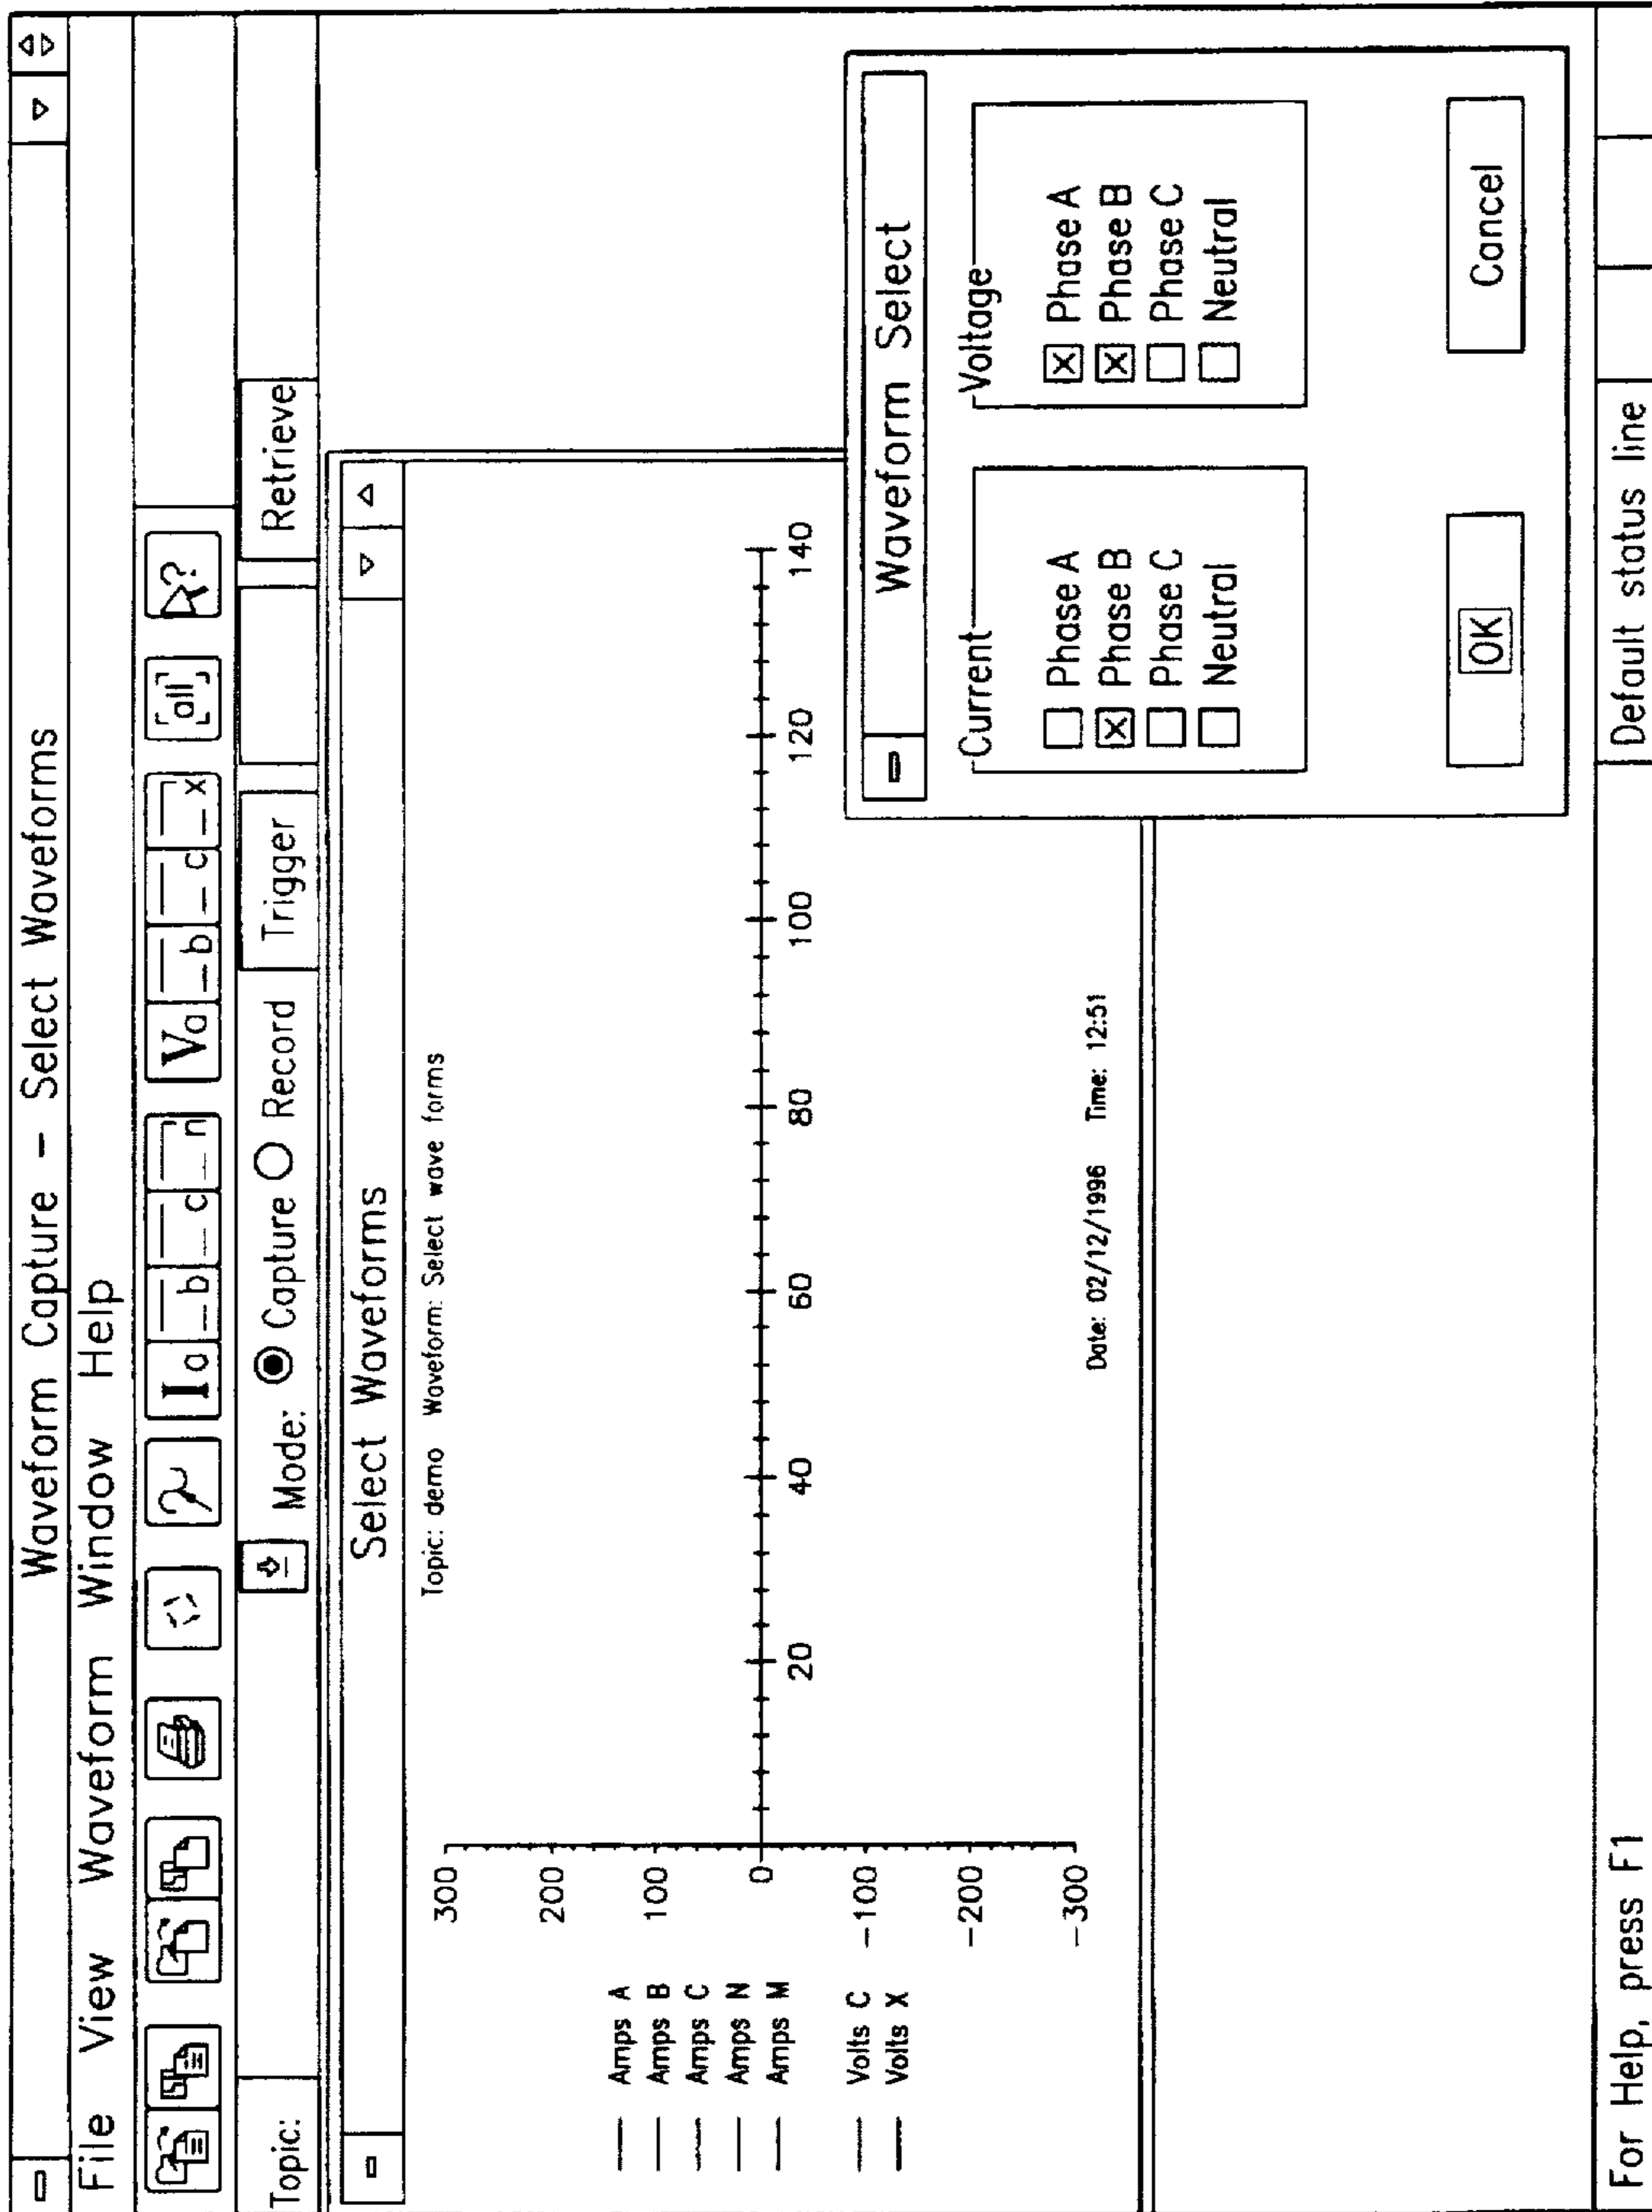 Waveform Capture – Select Waveforms
File View Waveform Window Help
I a _ b _ c _ n V a _ b _ c _ x [all] ?
Topic: Mode: Capture Record Trigger Retrieve
Select Waveforms
Topic: demo Waveform: Select wave forms
300
200
100
0
-100
-200
-300
20 40 60 80 100 120 140
Amps A
Amps B
Amps C
Amps N
Amps M
Volts C
Volts X
Date: 02/12/1996 Time: 12:51
Waveform Select
Current
Phase A
Phase B
Phase C
Neutral
Voltage
Phase A
Phase B
Phase C
Neutral
OK Cancel
For Help, press F1 Default status line